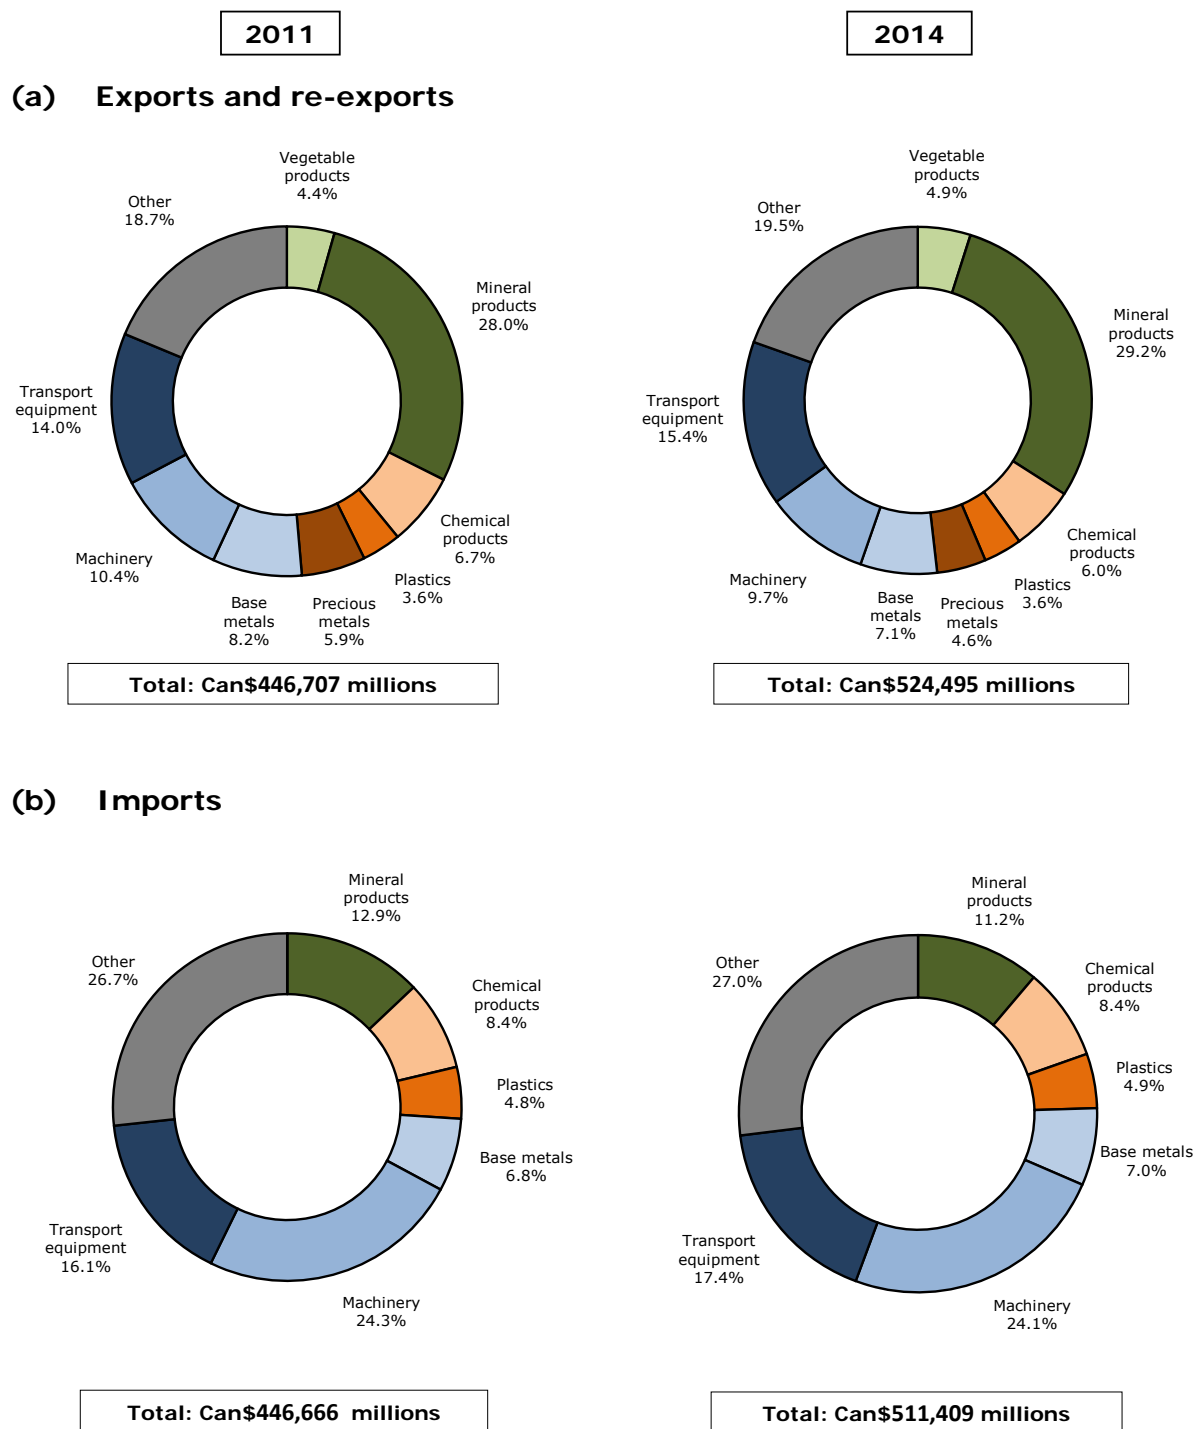 2011
2014
(a) Exports and re-exports
Vegetable
products
4.4%
Mineral
products
28.0%
Chemical
products
6.7%
Plastics
3.6%
Precious
metals
5.9%
Base
metals
8.2%
Machinery
10.4%
Transport
equipment
14.0%
Other
18.7%
Total: Can$446,707 millions
Vegetable
products
4.9%
Mineral
products
29.2%
Chemical
products
6.0%
Plastics
3.6%
Precious
metals
4.6%
Base
metals
7.1%
Machinery
9.7%
Transport
equipment
15.4%
Other
19.5%
Total: Can$524,495 millions
(b) Imports
Mineral
products
12.9%
Chemical
products
8.4%
Plastics
4.8%
Base metals
6.8%
Machinery
24.3%
Transport
equipment
16.1%
Other
26.7%
Total: Can$446,666 millions
Mineral
products
11.2%
Chemical
products
8.4%
Plastics
4.9%
Base metals
7.0%
Machinery
24.1%
Transport
equipment
17.4%
Other
27.0%
Total: Can$511,409 millions